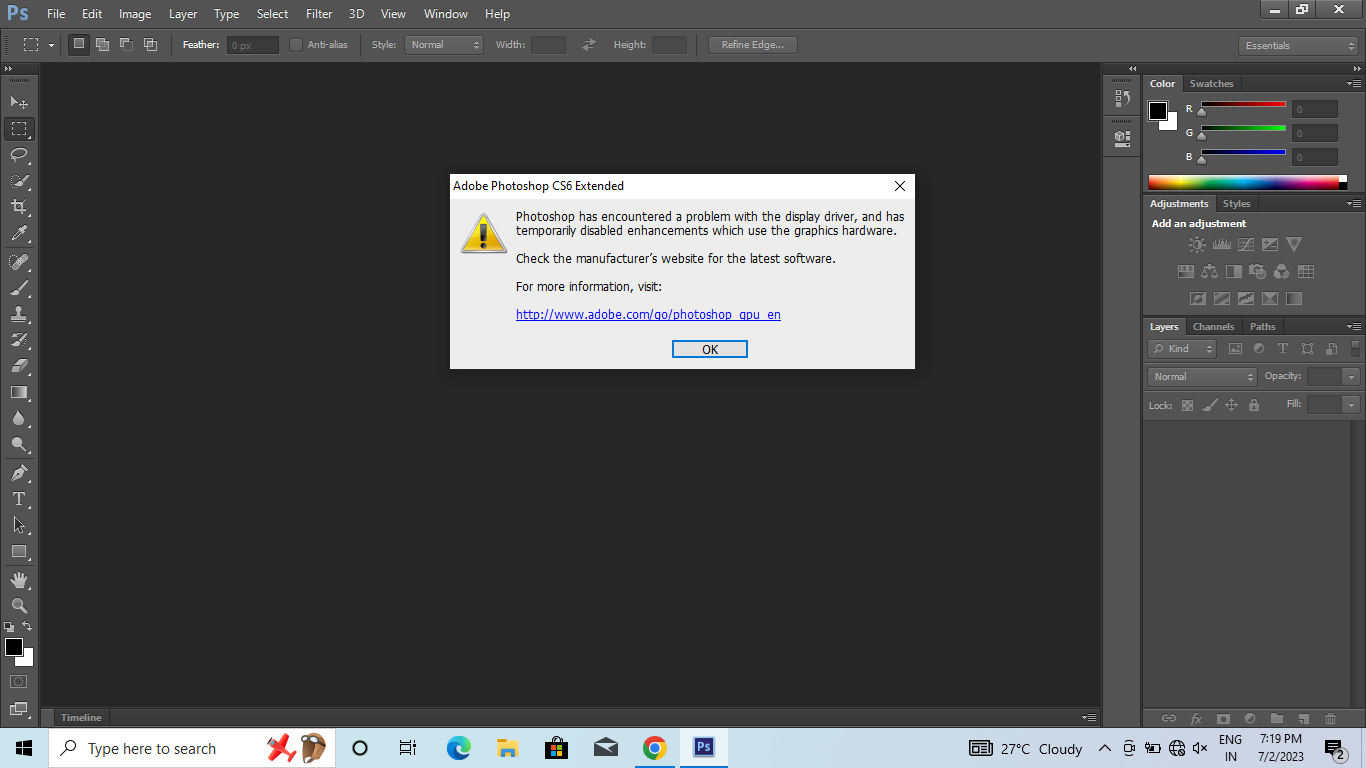 Ps File Edit Image Layer Type Select Filter 3D View Window Help
Feather: 0 px Anti-alias Style: Normal Width: Height: Refine Edge... Essentials
Color Swatches
R 0
G 0
B 0
Adjustments Styles
Add an adjustment
Layers Channels Paths
Kind
Normal Opacity:
Lock: Fill:
Adobe Photoshop CS6 Extended
Photoshop has encountered a problem with the display driver, and has
temporarily disabled enhancements which use the graphics hardware.
Check the manufacturer's website for the latest software.
For more information, visit:
http://www.adobe.com/go/photoshop_gpu_en
OK
T
fx
Timeline
Type here to search
Ps
27°C Cloudy
ENG
IN
7:19 PM
7/2/2023
2